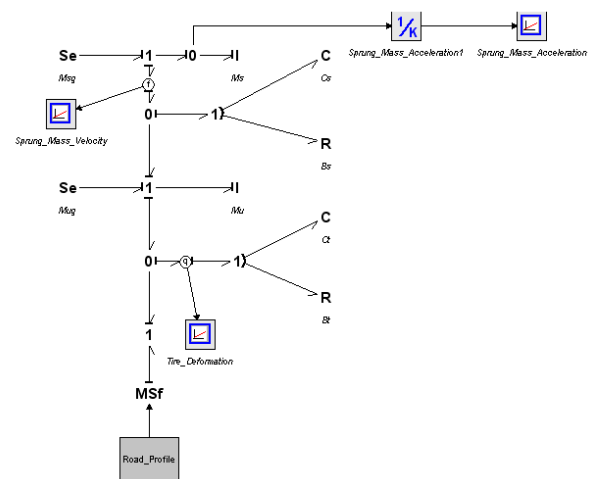 1/K
Sprung_Mass_Acceleration1 Sprung_Mass_Acceleration
Se 1 0 I C
Msg Ms Cs
f
Sprung_Mass_Velocity
0 1
R
Bs
Se 1 I
Mug Mu
C
Ct
0 q 1
R
Bt
1
Tire_Deformation
MSf
Road_Profile